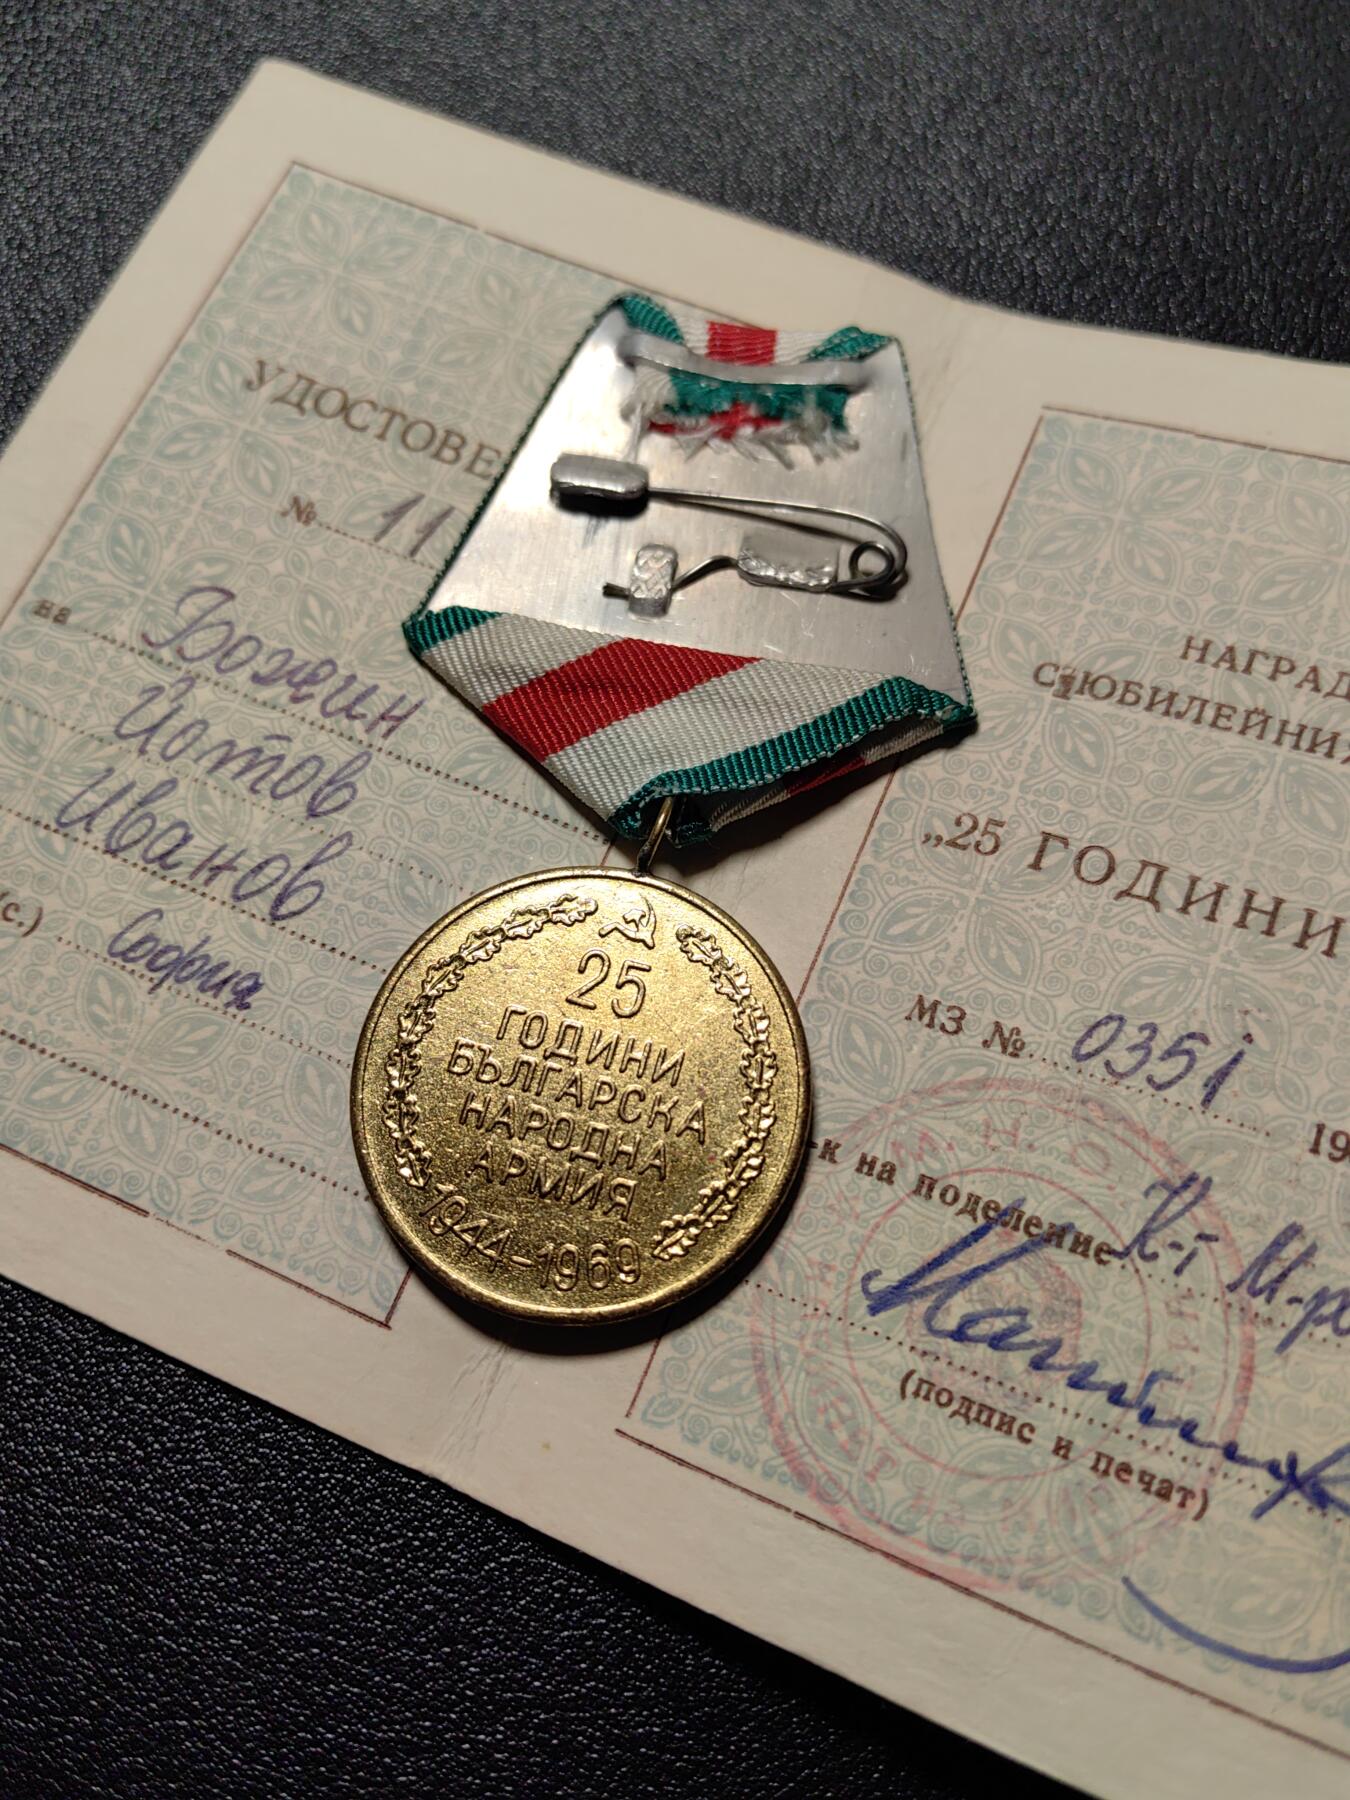 УДОСТОВЕ
№ 11
на Божин
Йотов
Иванов
(с.) София
25
ГОДИНИ
БЪЛГАРСКА
НАРОДНА
АРМИЯ
1944-1969
НАГРАД
С ЮБИЛЕЙНИЯ
„25 ГОДИНИ
МЗ № 0351
19
-к на поделение К-т
(подпис и печат)
М Н О